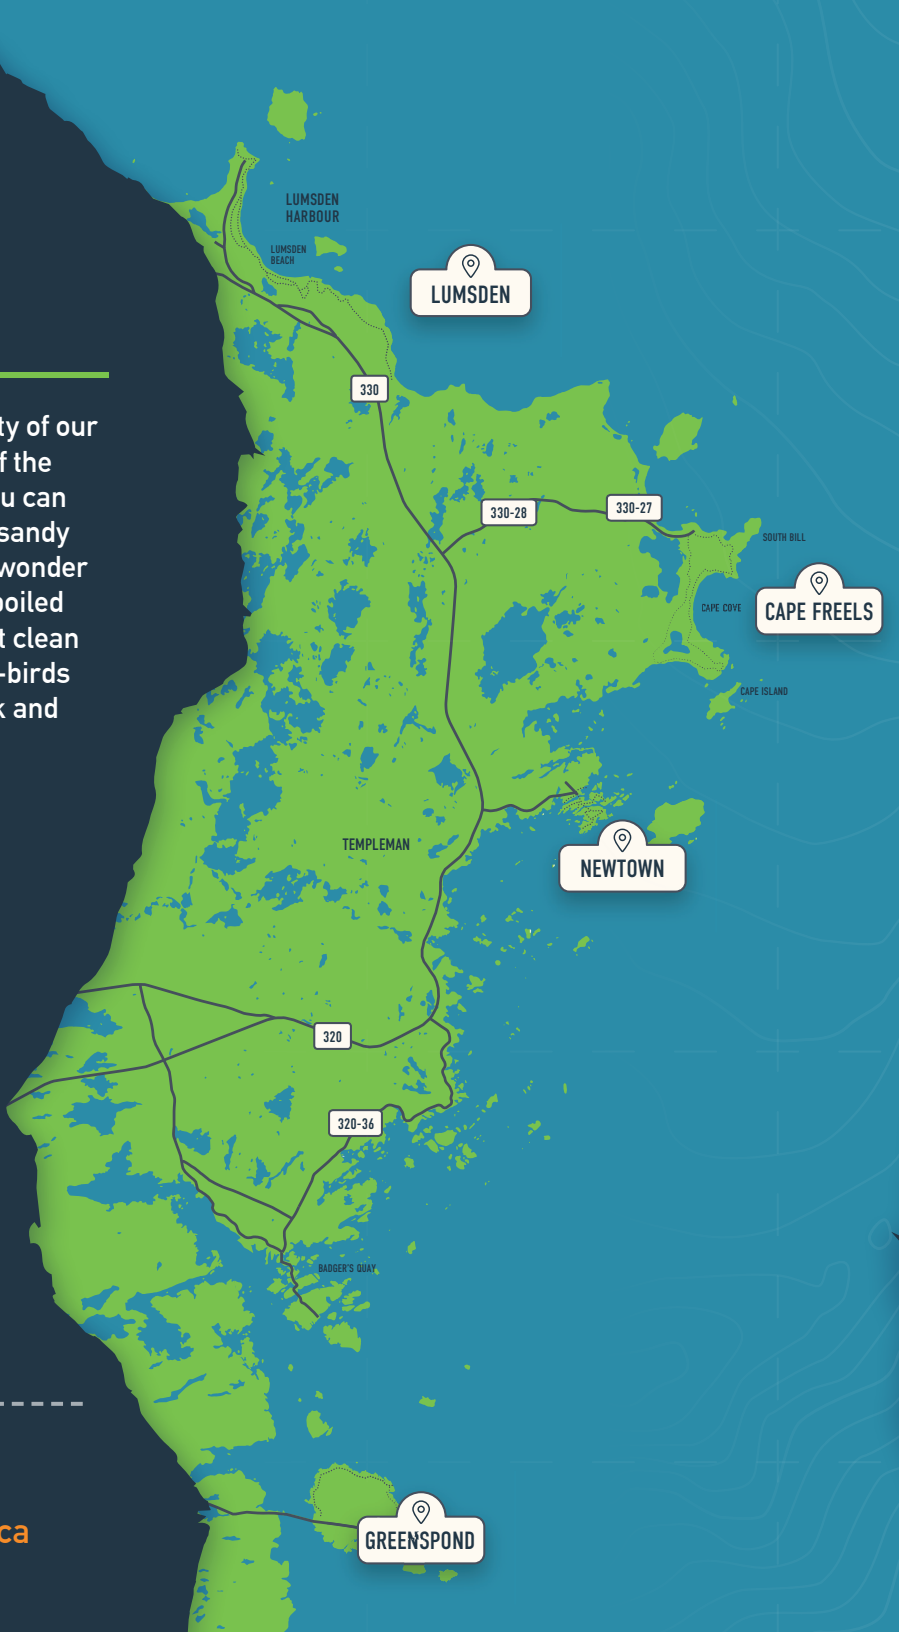 ty of our
f the
u can
sandy
wonder
poiled
t clean
-birds
k and
ca
LUMSDEN
HARBOUR
LUMSDEN
BEACH
LUMSDEN
330
330-28
330-27
SOUTH BILL
CAPE COVE
CAPE FREELS
CAPE ISLAND
TEMPLEMAN
NEWTOWN
320
320-36
BADGER'S QUAY
GREENSPOND